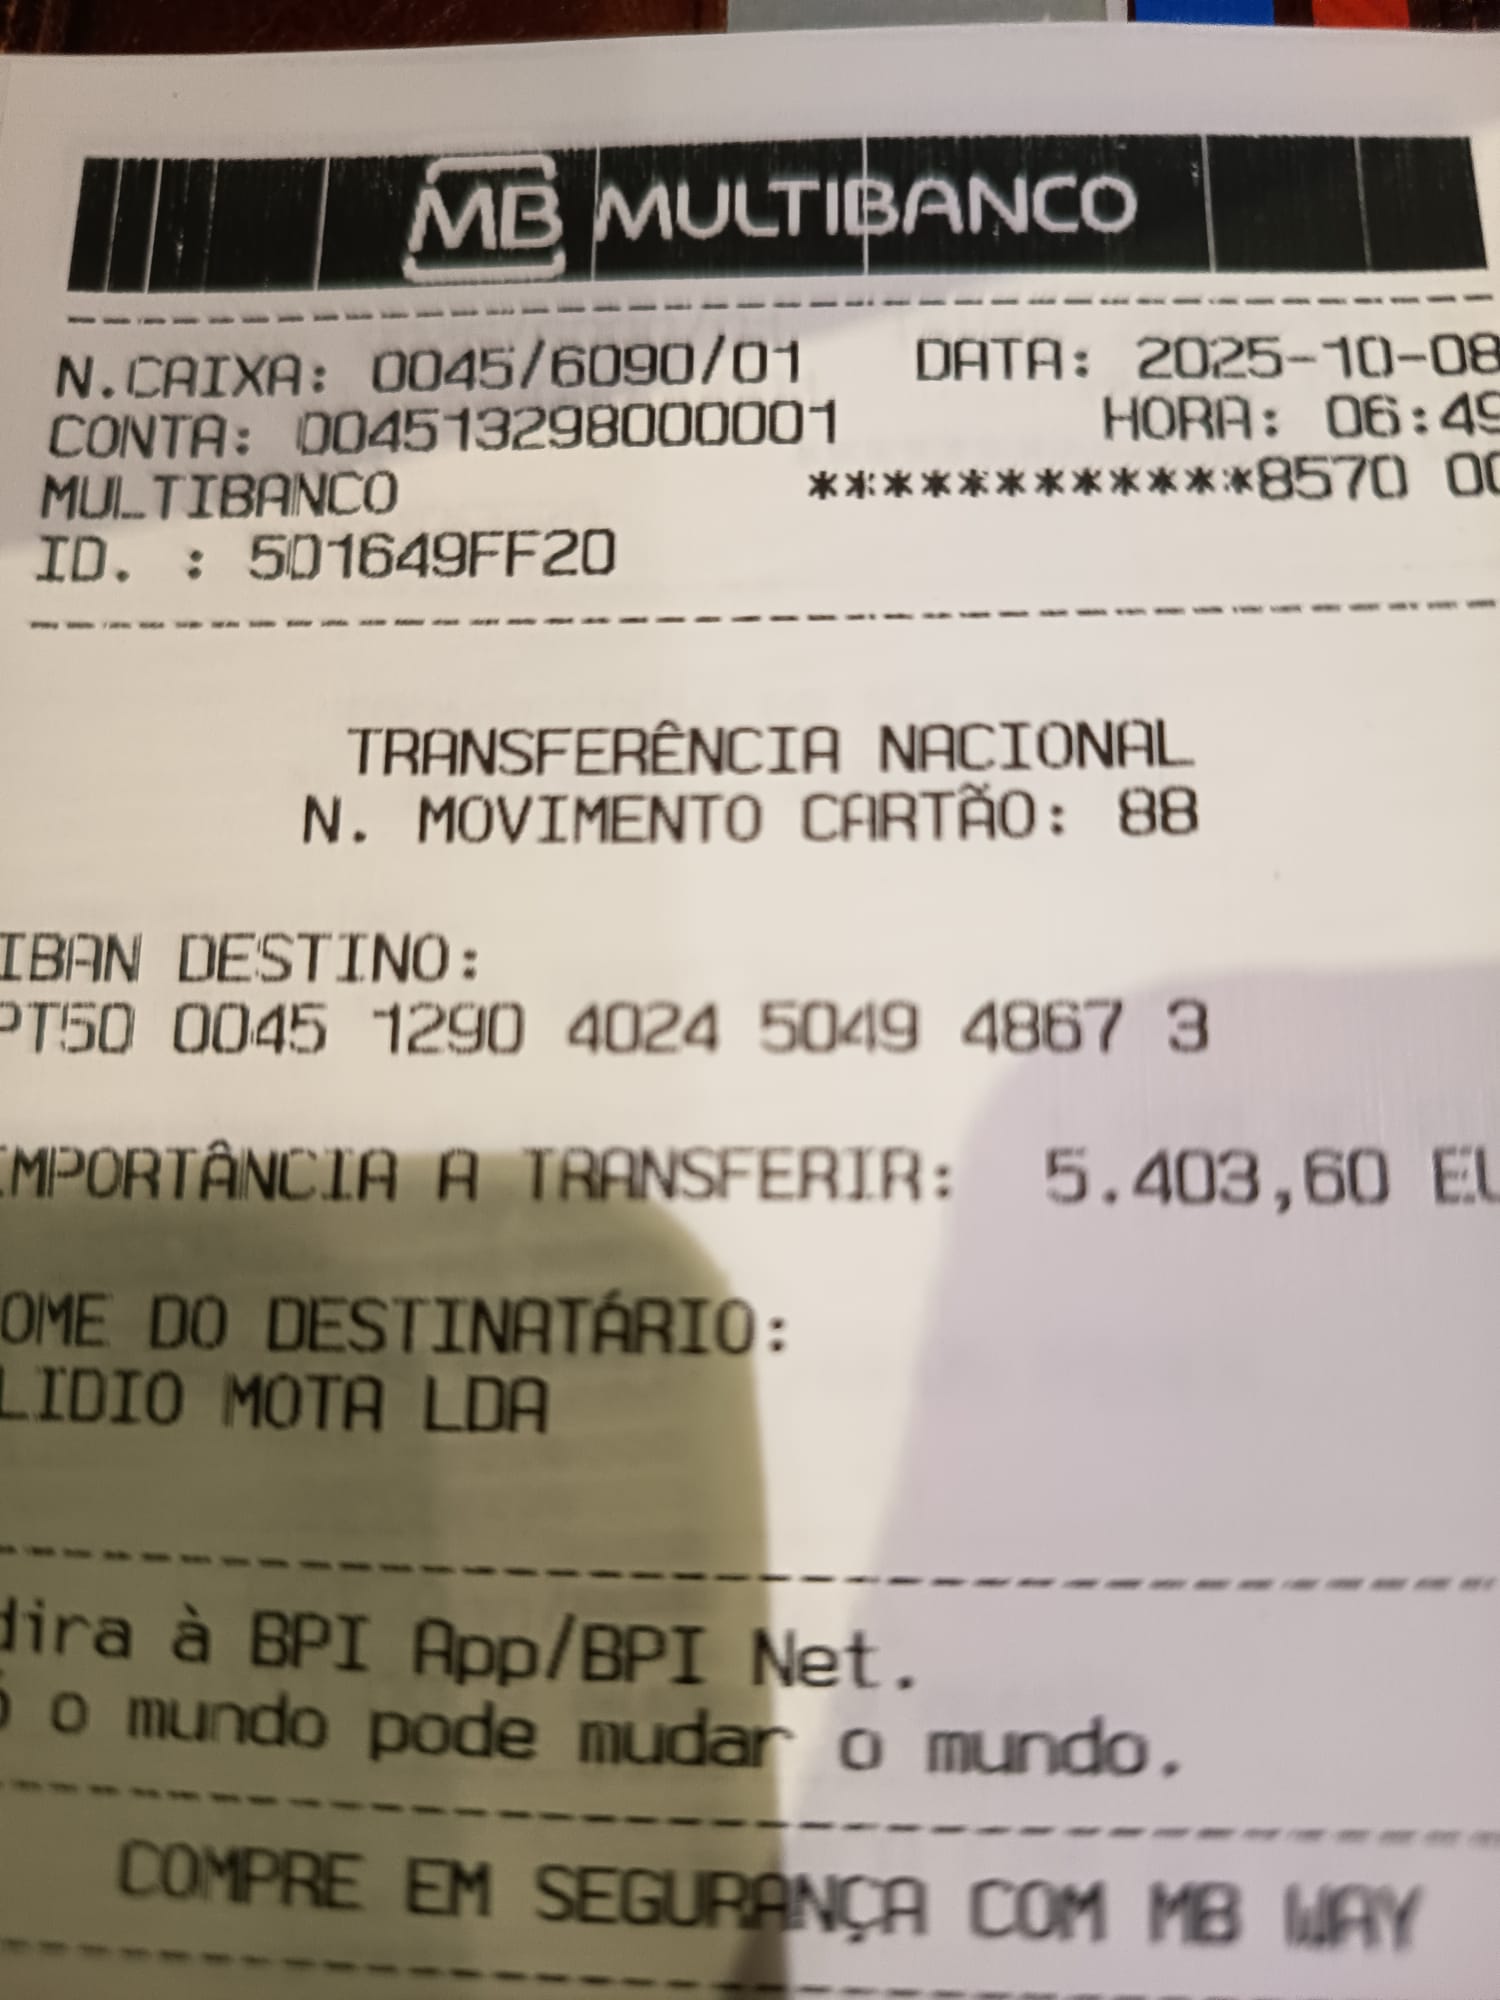 MB MULTIBANCO
N.CAIXA: 0045/6090/01 DATA: 2025-10-08
CONTA: 004513298000001 HORA: 06:49
MULTIBANCO ************8570 00
ID. : 5D1649FF20
TRANSFERÊNCIA NACIONAL
N. MOVIMENTO CARTÃO: 88
IBAN DESTINO:
PT50 0045 1290 4024 5049 4867 3
IMPORTÂNCIA A TRANSFERIR: 5.403,60 EU
OME DO DESTINATÁRIO:
LIDIO MOTA LDA
dira à BPI App/BPI Net.
ó o mundo pode mudar o mundo.
COMPRE EM SEGURANÇA COM MB WAY